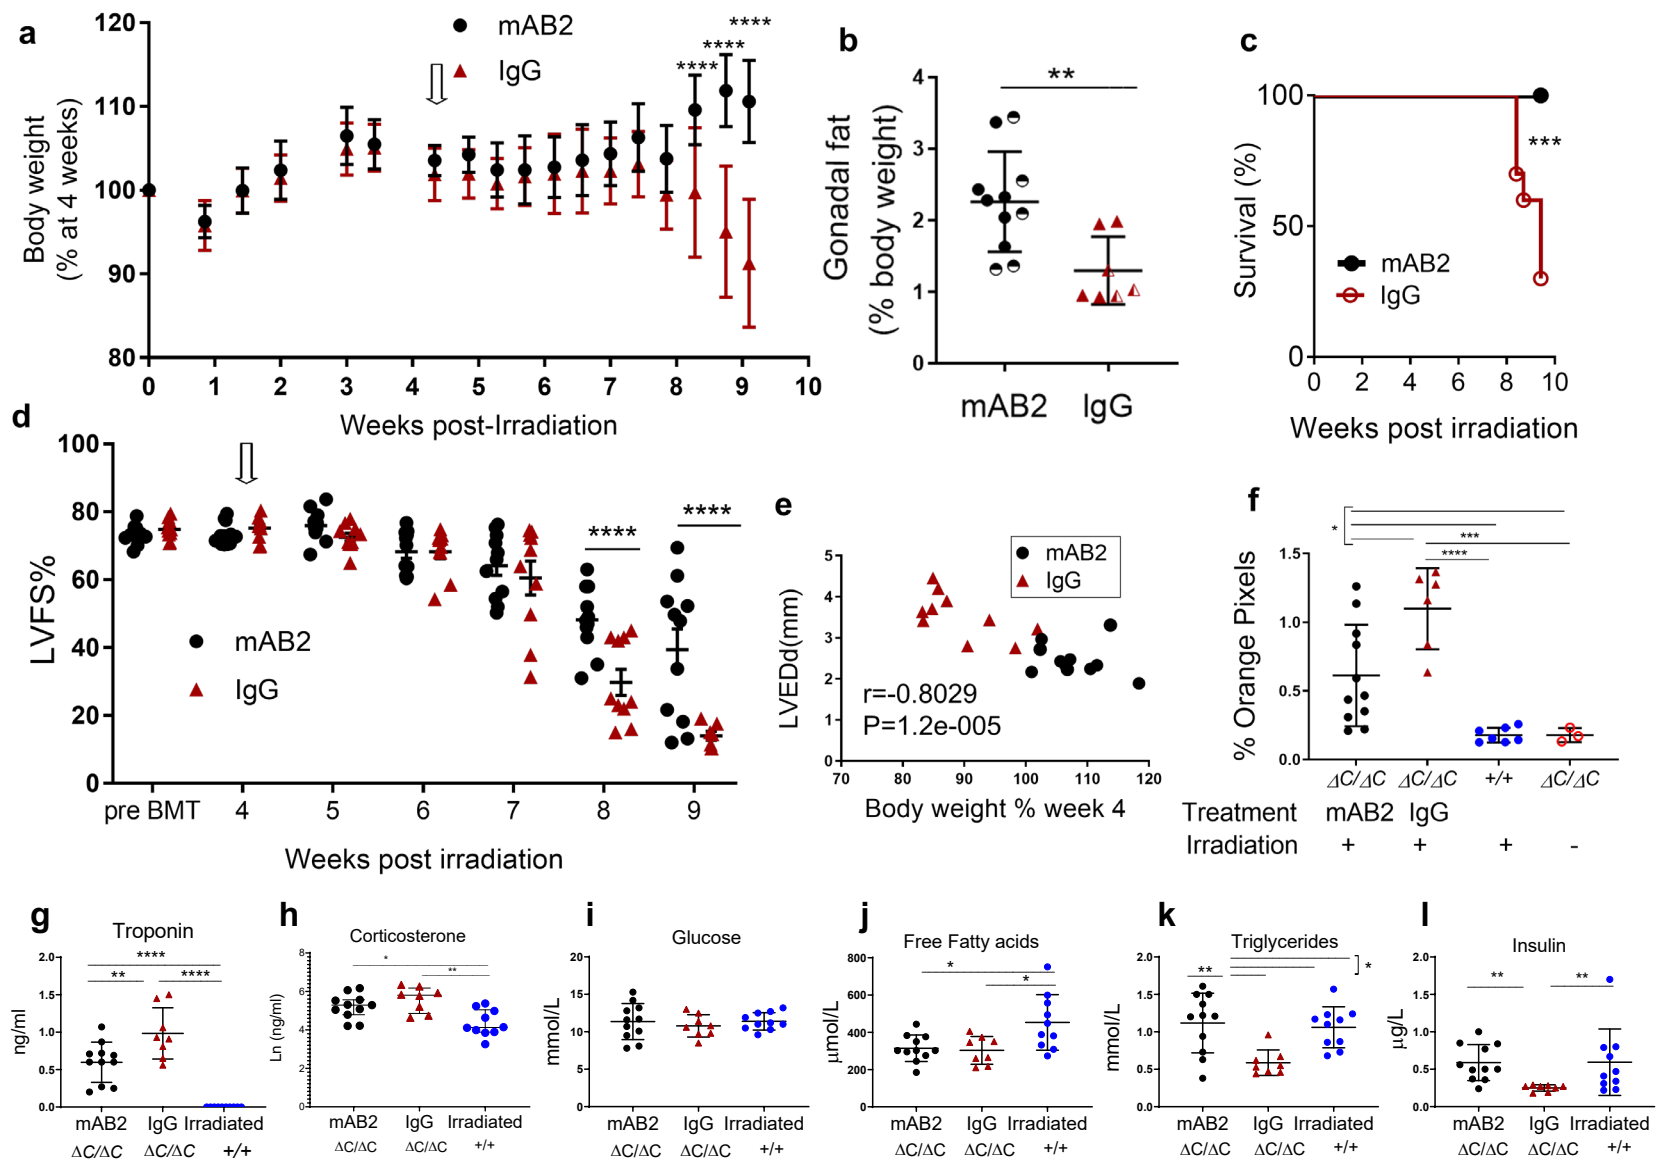 a
120
110
100
90
80
Body weight
(% at 4 weeks)
mAB2
IgG
****
****
****
0 1 2 3 4 5 6 7 8 9 10
Weeks post-Irradiation
b
4
3
2
1
0
Gonadal fat
(% body weight)
**
mAB2 IgG
c
100
50
0
Survival (%)
***
mAB2
IgG
0 2 4 6 8 10
Weeks post irradiation
d
100
80
60
40
20
0
LVFS%
mAB2
IgG
****
****
pre BMT 4 5 6 7 8 9
Weeks post irradiation
e
5
4
3
2
1
0
LVEDd(mm)
mAB2
IgG
r=-0.8029
P=1.2e-005
70 80 90 100 110 120
Body weight % week 4
f
*
***
****
1.5
1.0
0.5
0.0
% Orange Pixels
ΔC/ΔC ΔC/ΔC +/+ ΔC/ΔC
Treatment mAB2 IgG
Irradiation + + + -
g
Troponin
****
** ****
2.0
1.5
1.0
0.5
0.0
ng/ml
mAB2 IgG Irradiated
ΔC/ΔC ΔC/ΔC +/+
h
Corticosterone
*
**
8
6
4
2
0
Ln (ng/ml)
mAB2 IgG Irradiated
ΔC/ΔC ΔC/ΔC +/+
i
Glucose
20
15
10
5
0
mmol/L
mAB2 IgG Irradiated
ΔC/ΔC ΔC/ΔC +/+
j
Free Fatty acids
*
*
800
600
400
200
0
μmol/L
mAB2 IgG Irradiated
ΔC/ΔC ΔC/ΔC +/+
k
Triglycerides
**
*
2.0
1.5
1.0
0.5
0.0
mmol/L
mAB2 IgG Irradiated
ΔC/ΔC ΔC/ΔC +/+
l
Insulin
** **
2.0
1.5
1.0
0.5
0.0
μg/L
mAB2 IgG Irradiated
ΔC/ΔC ΔC/ΔC +/+